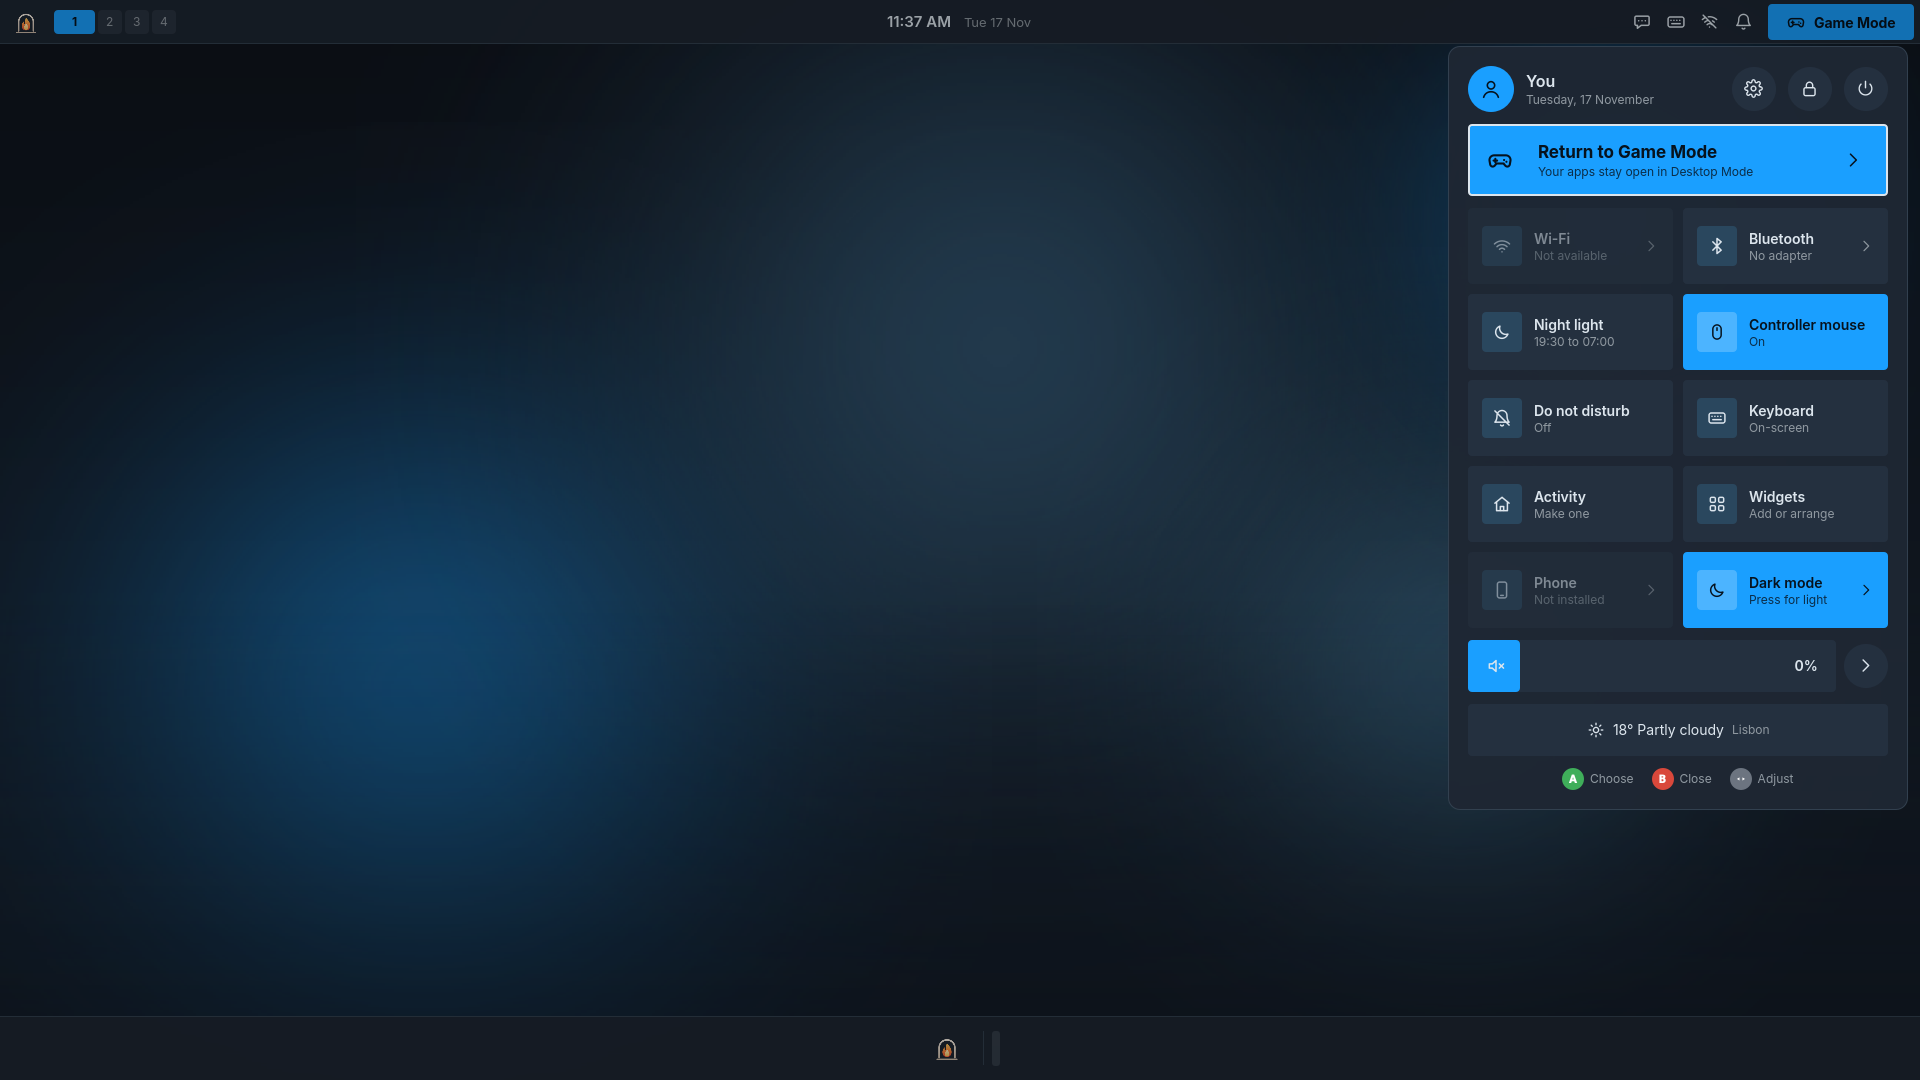 1 2 3 4
11:37 AM Tue 17 Nov
Game Mode
You
Tuesday, 17 November
Return to Game Mode
Your apps stay open in Desktop Mode
Wi-Fi
Not available
Bluetooth
No adapter
Night light
19:30 to 07:00
Controller mouse
On
Do not disturb
Off
Keyboard
On-screen
Activity
Make one
Widgets
Add or arrange
Phone
Not installed
Dark mode
Press for light
0%
18° Partly cloudy Lisbon
A Choose B Close Adjust